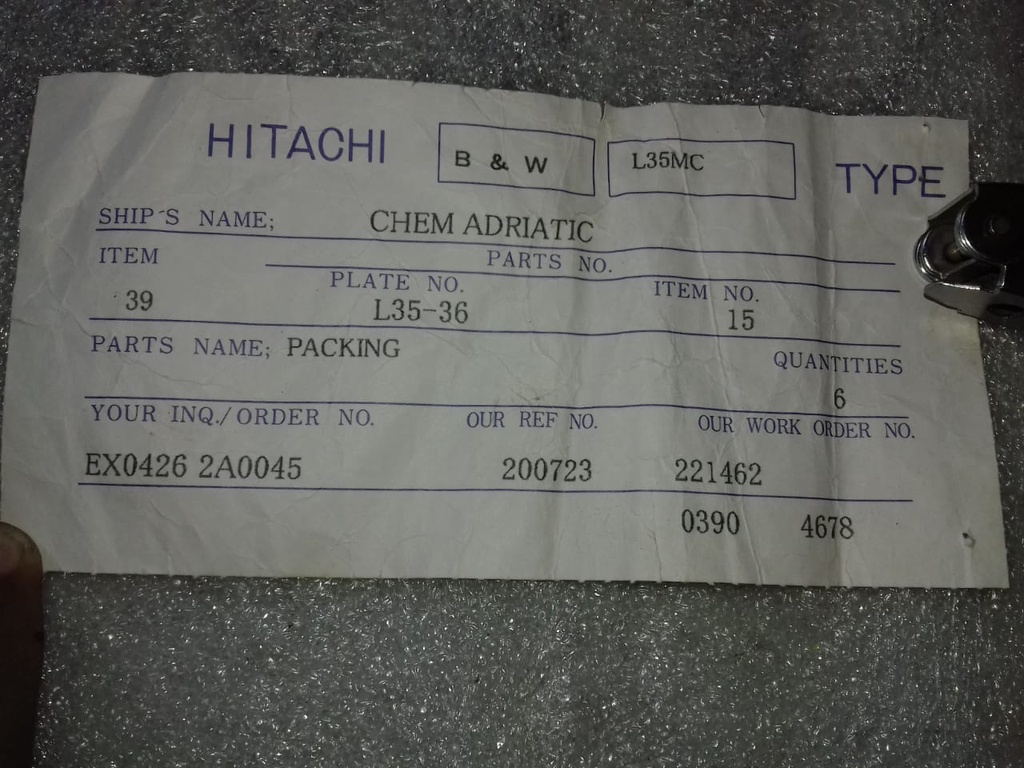 HITACHI B & W L35MC TYPE
SHIP'S NAME; CHEM ADRIATIC
ITEM PARTS NO.
PLATE NO. ITEM NO.
39 L35-36 15
PARTS NAME; PACKING QUANTITIES
6
YOUR INQ./ORDER NO. OUR REF NO. OUR WORK ORDER NO.
EX0426 2A0045 200723 221462
0390 4678